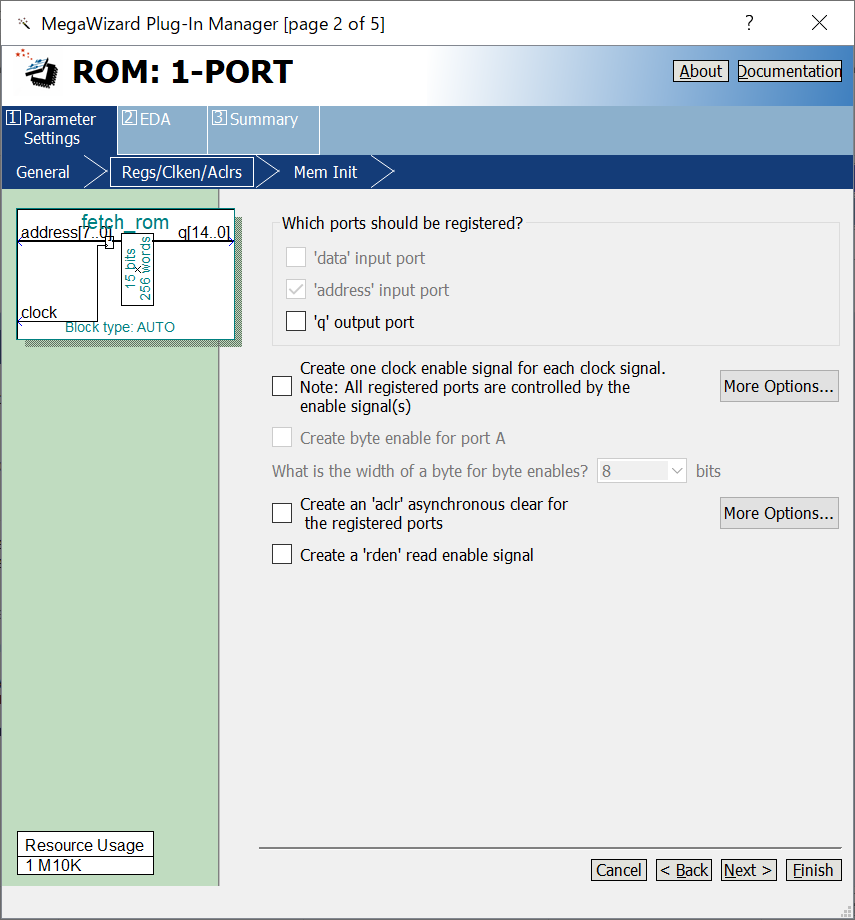 MegaWizard Plug-In Manager [page 2 of 5]
?
ROM: 1-PORT
About
Documentation
1 Parameter Settings
2 EDA
3 Summary
General
Regs/Clken/Aclrs
Mem Init
fetch_rom
address[7..0]
q[14..0]
15 bits
256 words
clock
Block type: AUTO
Which ports should be registered?
'data' input port
'address' input port
'q' output port
Create one clock enable signal for each clock signal.
Note: All registered ports are controlled by the
enable signal(s)
More Options...
Create byte enable for port A
What is the width of a byte for byte enables? 8 bits
Create an 'aclr' asynchronous clear for
the registered ports
More Options...
Create a 'rden' read enable signal
Resource Usage
1 M10K
Cancel
< Back
Next >
Finish